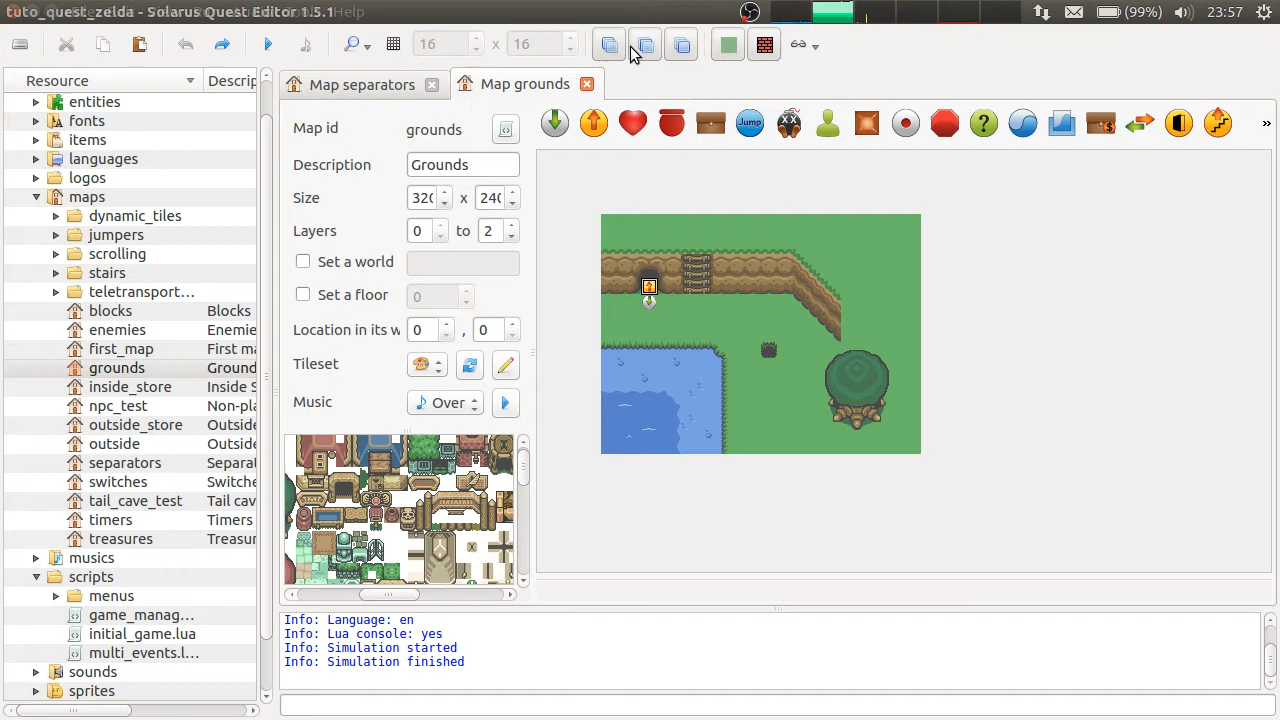 tuto_quest_zelda - Solarus Quest Editor 1.5.1
(99%)
23:57
16 x 16
Resource
Descrip
entities
fonts
items
languages
logos
maps
dynamic_tiles
jumpers
scrolling
stairs
teletransport...
blocks Blocks
enemies Enemie
first_map First ma
grounds Ground
inside_store Inside S
npc_test Non-pla
outside_store Outside
outside Outside
separators Separat
switches Switche
tail_cave_test Tail cav
timers Timers
treasures Treasur
musics
scripts
menus
game_manag...
initial_game.lua
multi_events.l...
sounds
sprites
Map separators
Map grounds
Map id grounds
Description Grounds
Size 320 x 240
Layers 0 to 2
Set a world
Set a floor 0
Location in its w 0 , 0
Tileset
Music Over
Jump
»
Info: Language: en
Info: Lua console: yes
Info: Simulation started
Info: Simulation finished